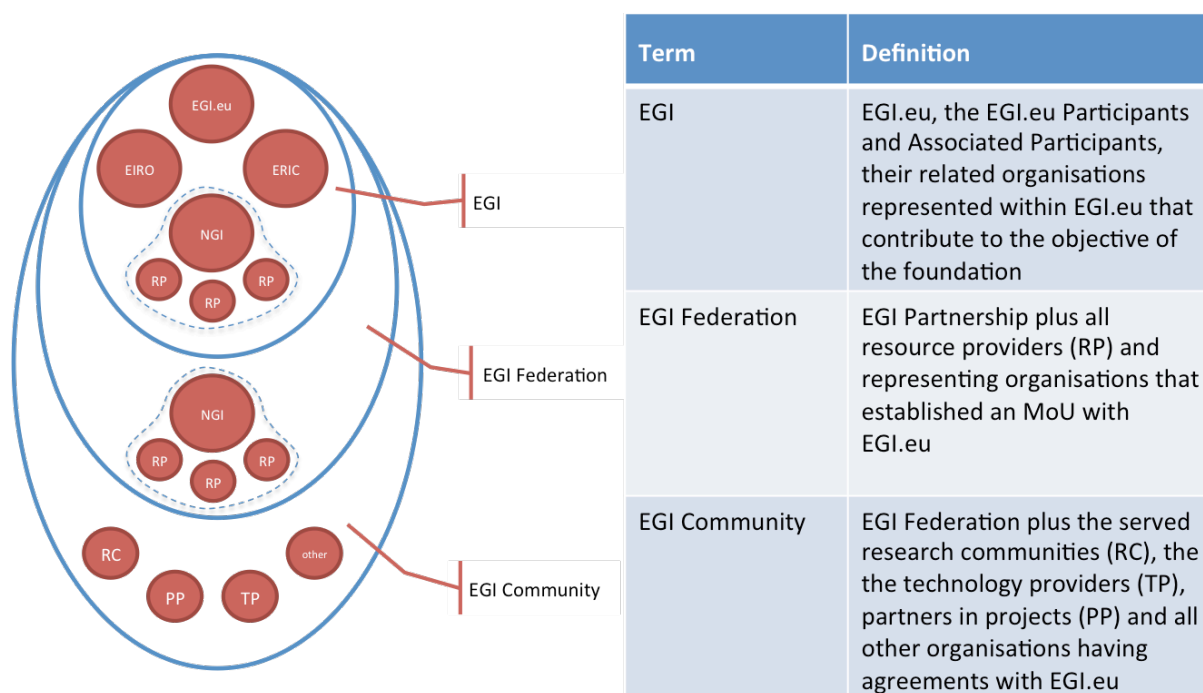 EGI.eu
EIRO
ERIC
NGI
RP
RP
RP
EGI
EGI Federation
NGI
RP
RP
RP
RC
PP
TP
other
EGI Community
Term
Definition
EGI
EGI.eu, the EGI.eu Participants
and Associated Participants,
their related organisations
represented within EGI.eu that
contribute to the objective of
the foundation
EGI Federation
EGI Partnership plus all
resource providers (RP) and
representing organisations that
established an MoU with
EGI.eu
EGI Community
EGI Federation plus the served
research communities (RC), the
the technology providers (TP),
partners in projects (PP) and all
other organisations having
agreements with EGI.eu